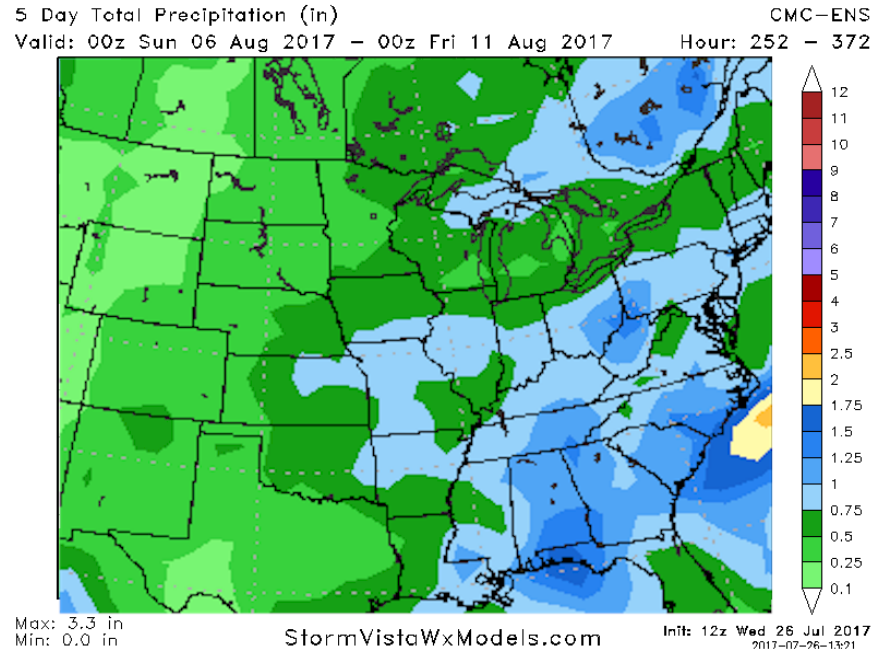 5 Day Total Precipitation (in)
CMC-ENS
Valid: 00z Sun 06 Aug 2017 - 00z Fri 11 Aug 2017
Hour: 252 - 372
12
11
10
9
8
7
6
5
4
3
2.5
2
1.75
1.5
1.25
1
0.75
0.5
0.25
0.1
Max: 3.3 in
Min: 0.0 in
StormVistaWxModels.com
Init: 12z Wed 26 Jul 2017
2017-07-26-13:21